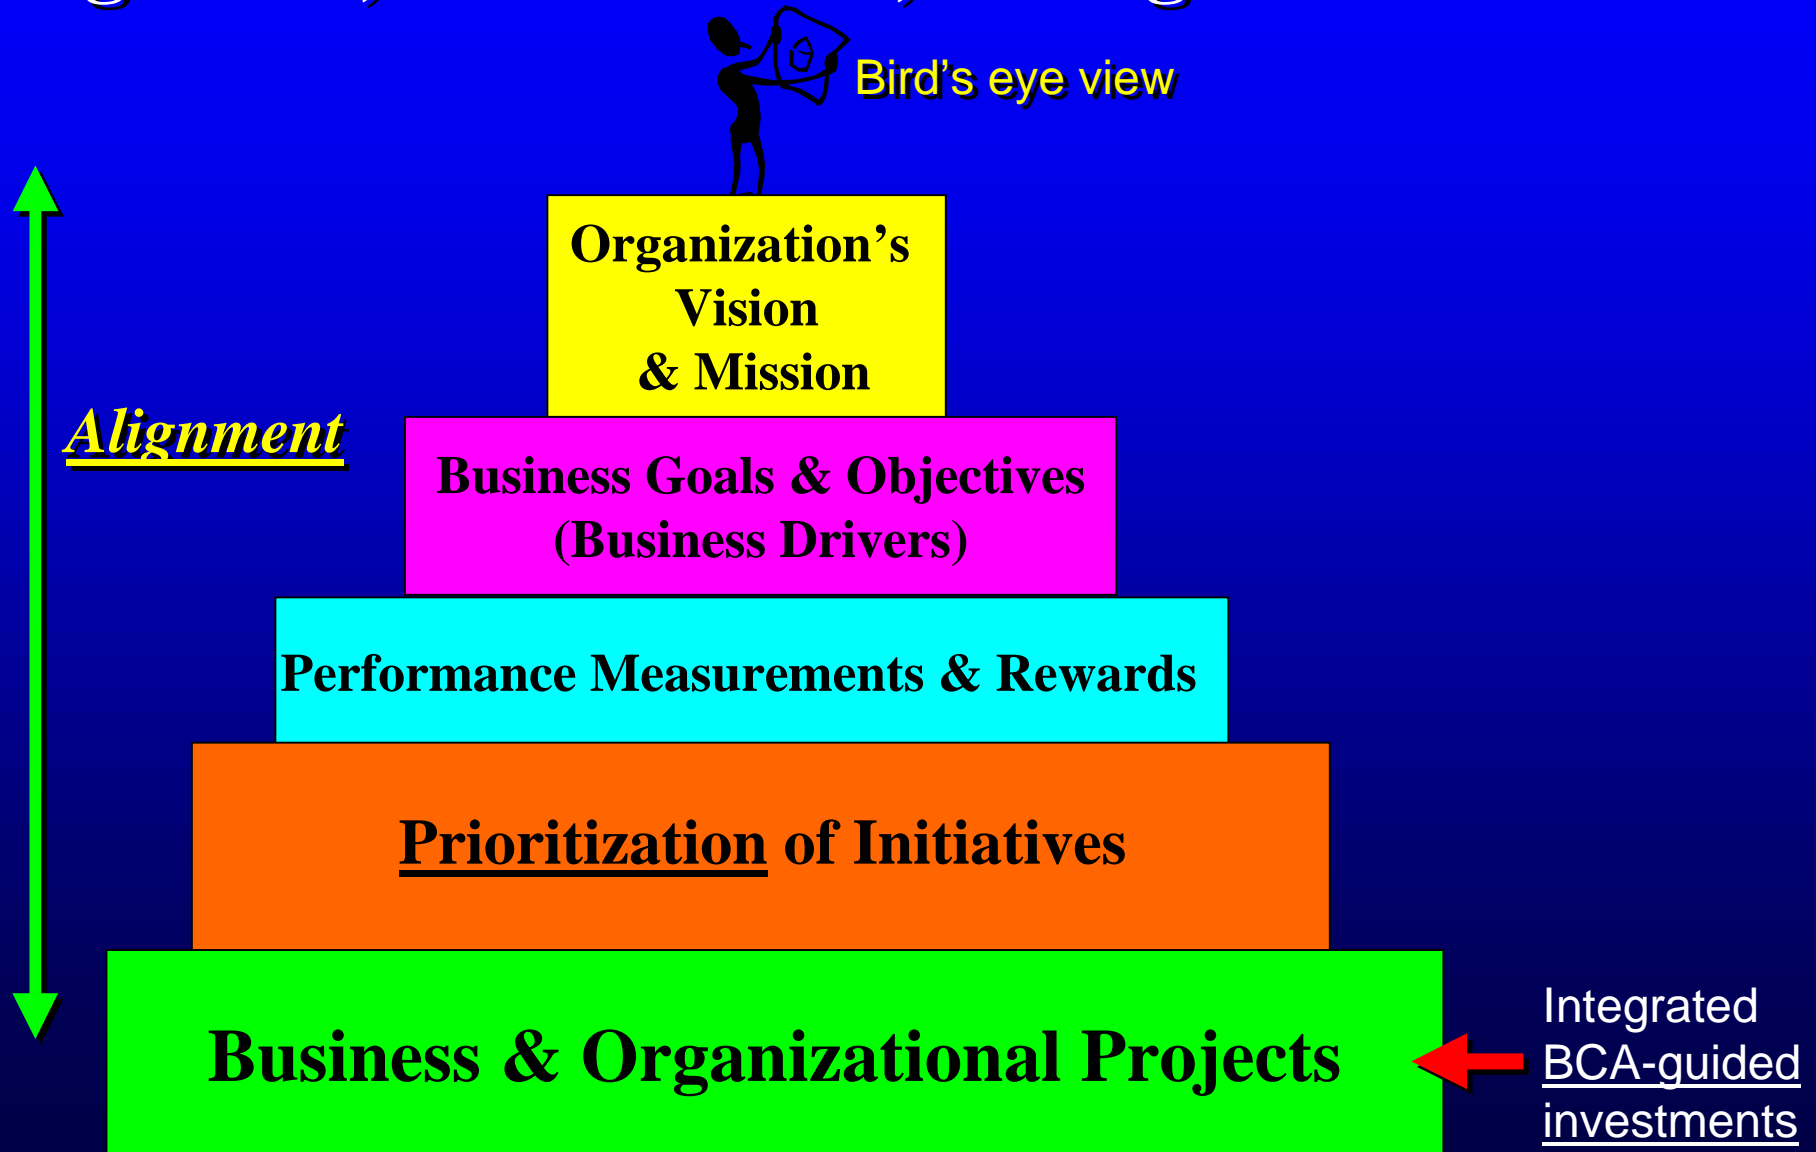 Bird's eye view
Organization’s
Vision
& Mission
Alignment
Business Goals & Objectives
(Business Drivers)
Performance Measurements & Rewards
Prioritization of Initiatives
Business & Organizational Projects
Integrated
BCA-guided
investments